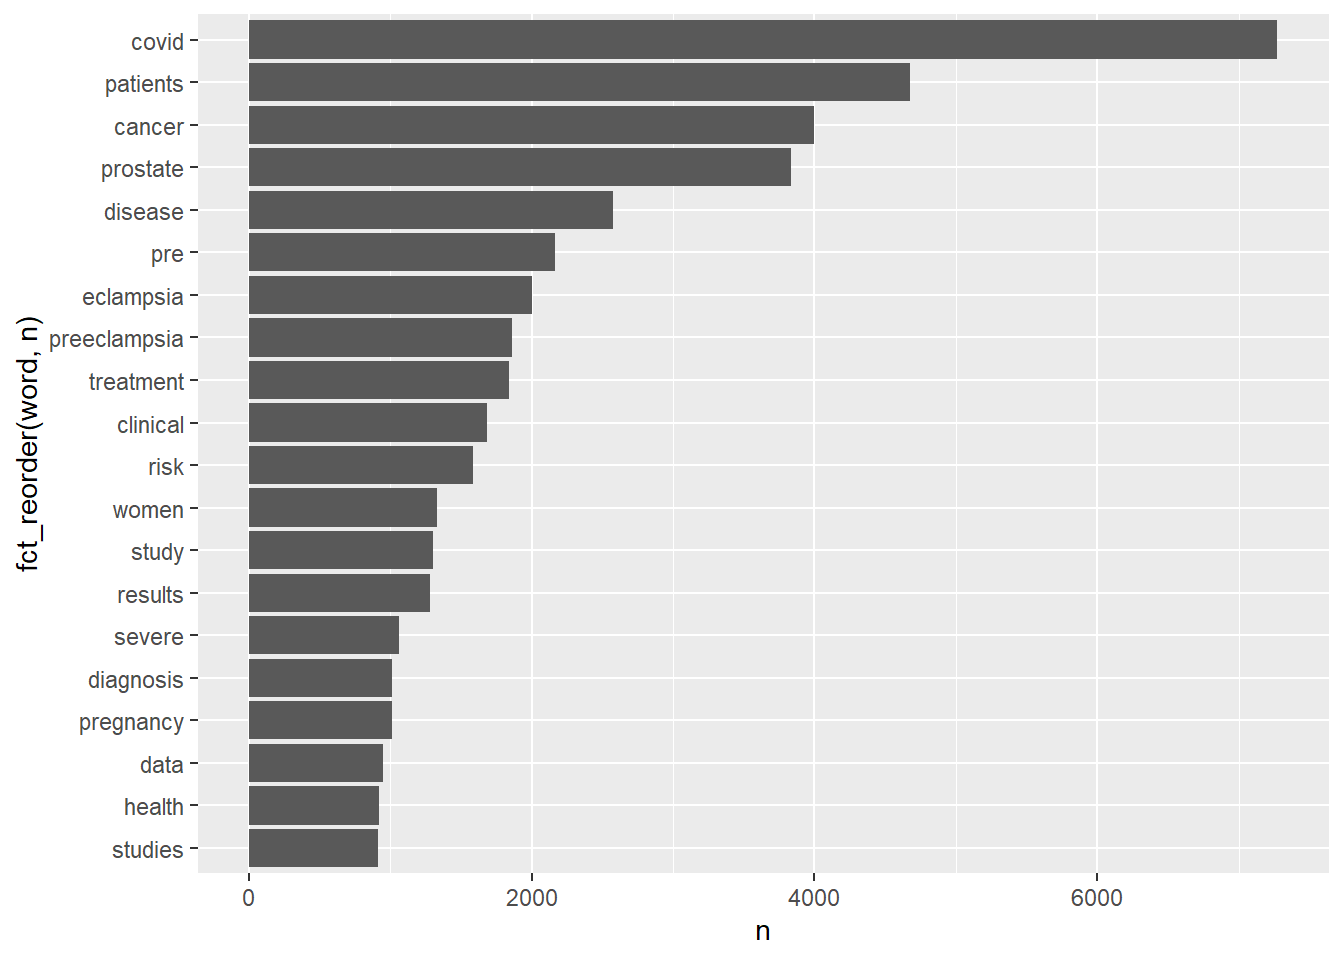 fct_reorder(word, n)
covid
patients
cancer
prostate
disease
pre
eclampsia
preeclampsia
treatment
clinical
risk
women
study
results
severe
diagnosis
pregnancy
data
health
studies
0 2000 4000 6000
n